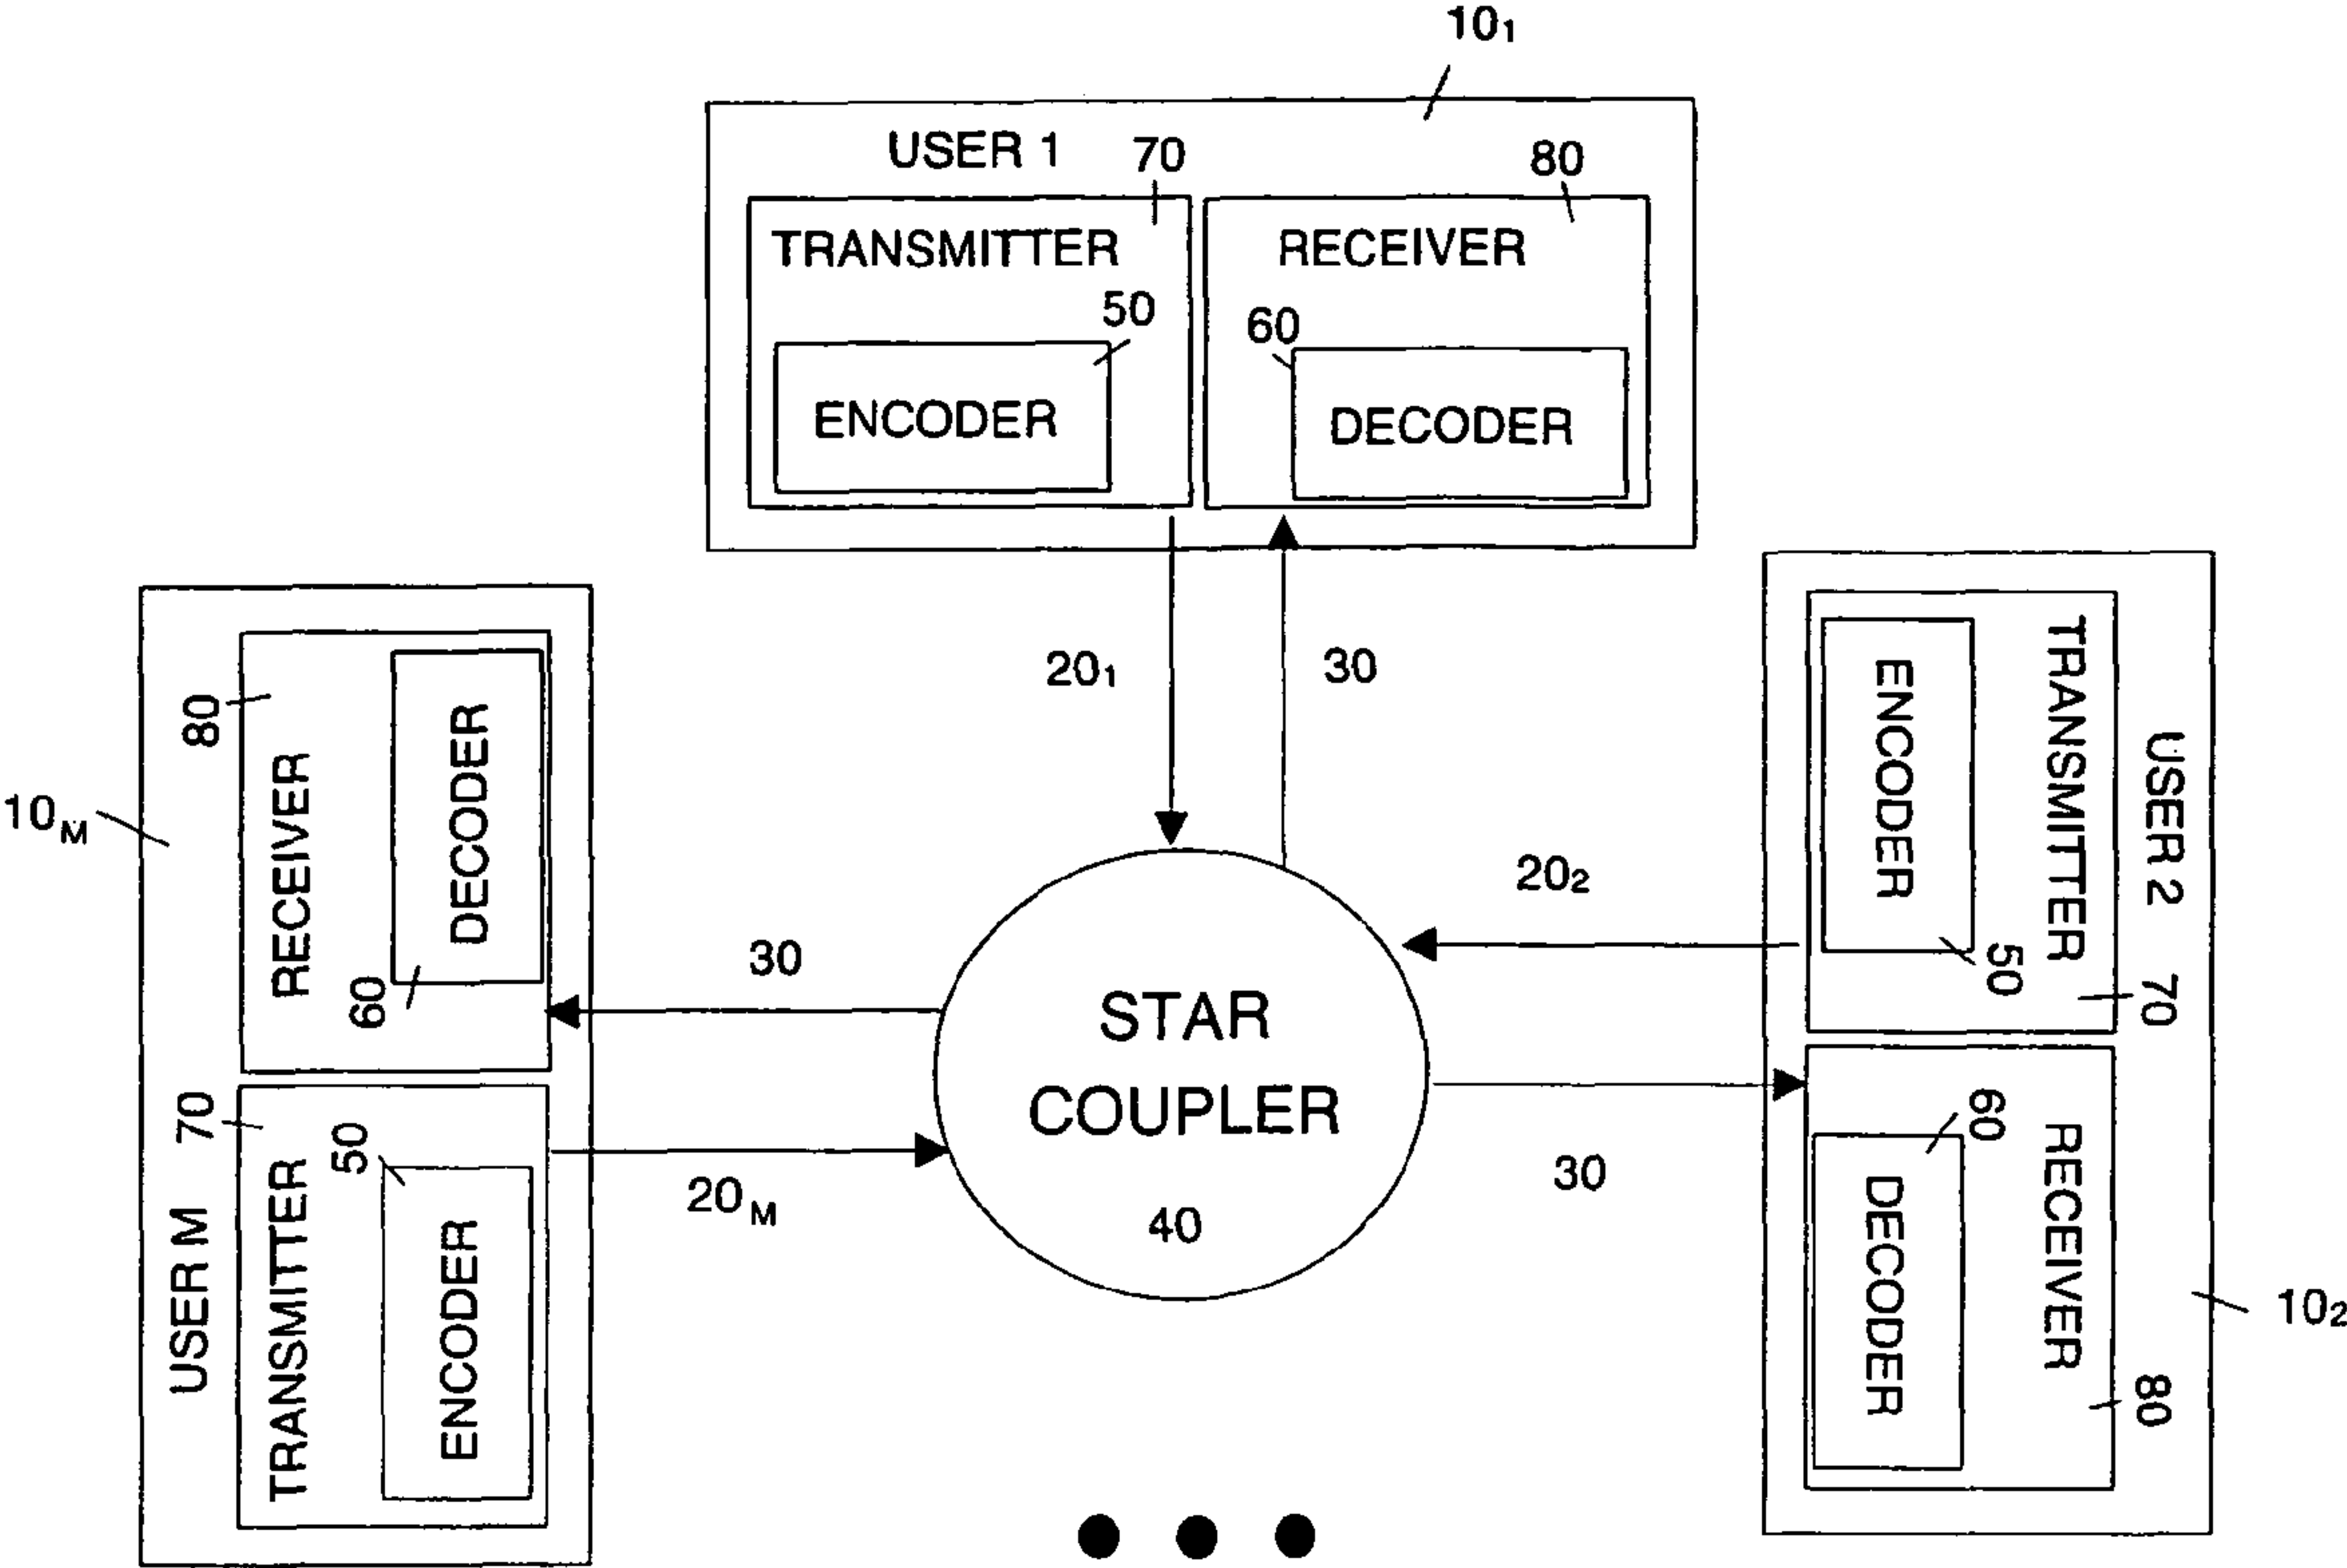 10₁
USER 1
70
80
TRANSMITTER
RECEIVER
50
60
ENCODER
DECODER
20₁
30
10M
80
RECEIVER
DECODER
60
30
USER M
70
TRANSMITTER
50
ENCODER
20M
STAR
COUPLER
40
20₂
30
USER 2
TRANSMITTER
70
ENCODER
50
RECEIVER
80
60
DECODER
10₂